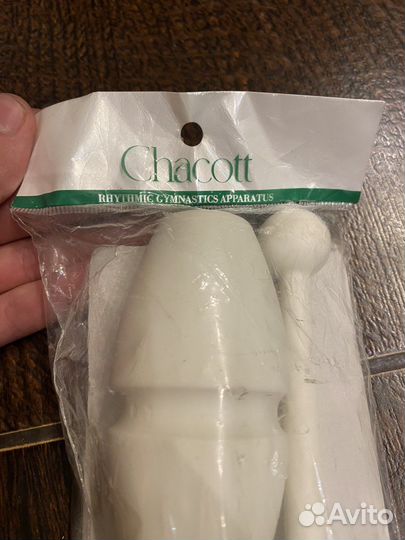 Chacott
RHYTHMIC GYMNASTICS APPARATUS
Avito